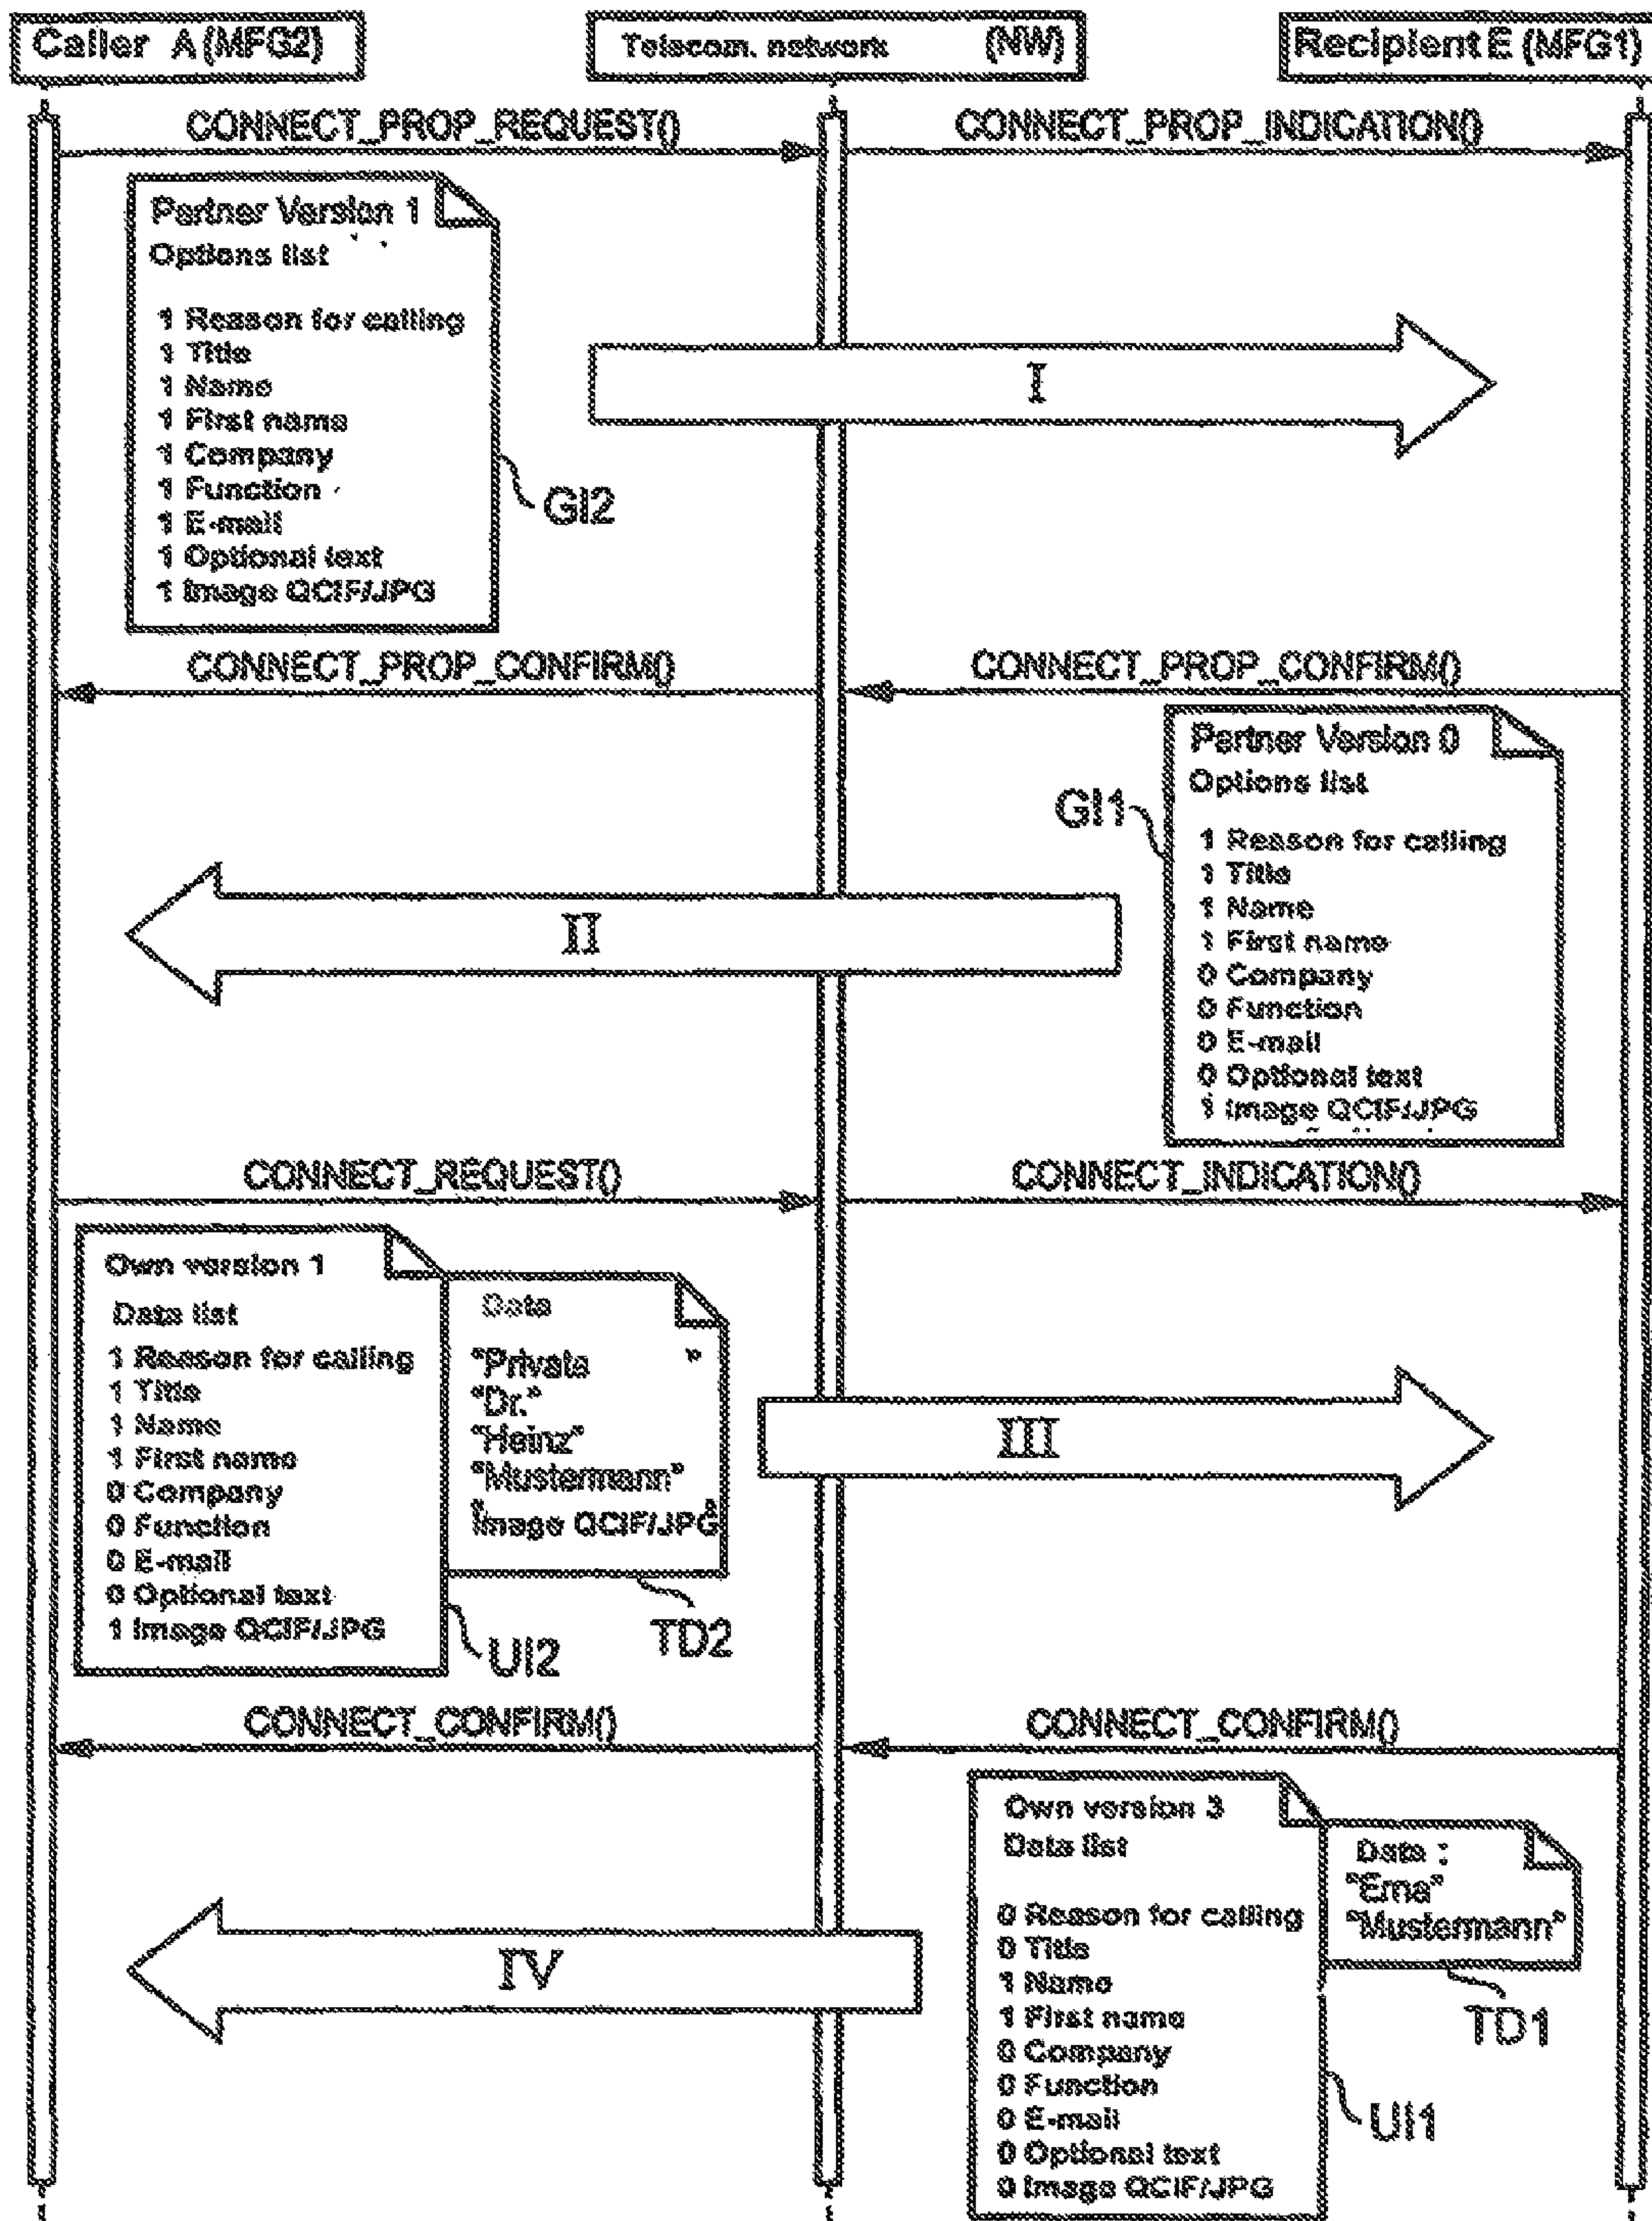 Caller A (MFG2)
Telecom. network (NW)
Recipient E (MFG1)
CONNECT_PROP_REQUEST()
CONNECT_PROP_INDICATION()
Partner Version 1
Options list
1 Reason for calling
1 Title
1 Name
1 First name
1 Company
1 Function
1 E-mail
1 Optional text
1 Image QCIF/JPG
GI2
I
CONNECT_PROP_CONFIRM()
CONNECT_PROP_CONFIRM()
Partner Version 0
Options list
1 Reason for calling
1 Title
1 Name
1 First name
0 Company
0 Function
0 E-mail
0 Optional text
1 Image QCIF/JPG
GI1
II
CONNECT_REQUEST()
CONNECT_INDICATION()
Own version 1
Data list
1 Reason for calling
1 Title
1 Name
1 First name
0 Company
0 Function
0 E-mail
0 Optional text
1 Image QCIF/JPG
UI2
Data
"Private "
"Dr."
"Heinz"
"Mustermann"
"Image QCIF/JPG"
TD2
III
CONNECT_CONFIRM()
CONNECT_CONFIRM()
Own version 3
Data list
0 Reason for calling
0 Title
1 Name
1 First name
0 Company
0 Function
0 E-mail
0 Optional text
0 Image QCIF/JPG
UI1
Data :
"Erna"
"Mustermann"
TD1
IV